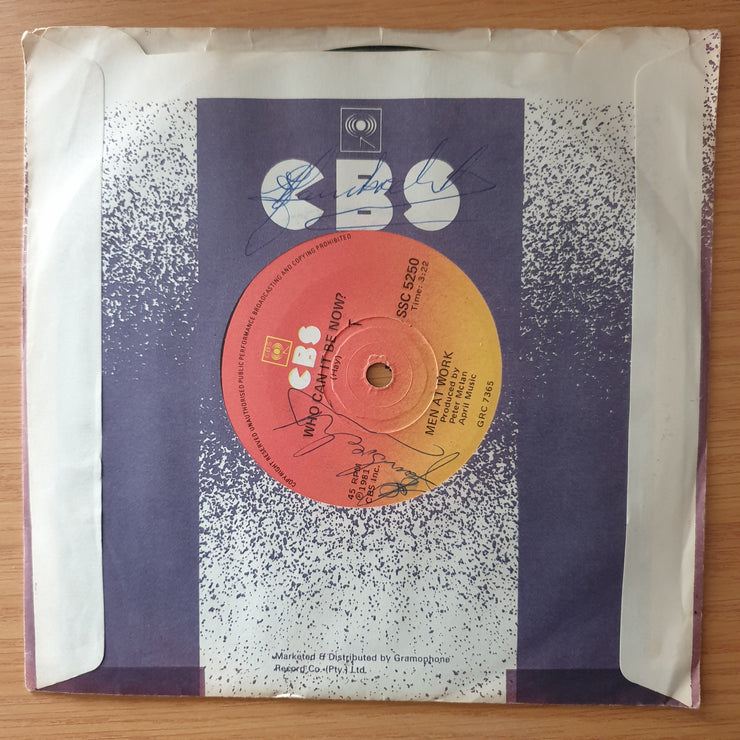 CBS
COPYRIGHT RESERVED UNAUTHORISED PUBLIC PERFORMANCE BROADCASTING AND COPYING PROHIBITED
CBS
WHO CAN IT BE NOW?
(Hay)
T
SSC 5250
Time: 3:22
MEN AT WORK
Produced by
Peter McIan
April Music
GRC 7365
45 RPM
Ⓟ1981
CBS Inc.
Marketed & Distributed by Gramophone
Record Co. (Pty.) Ltd.